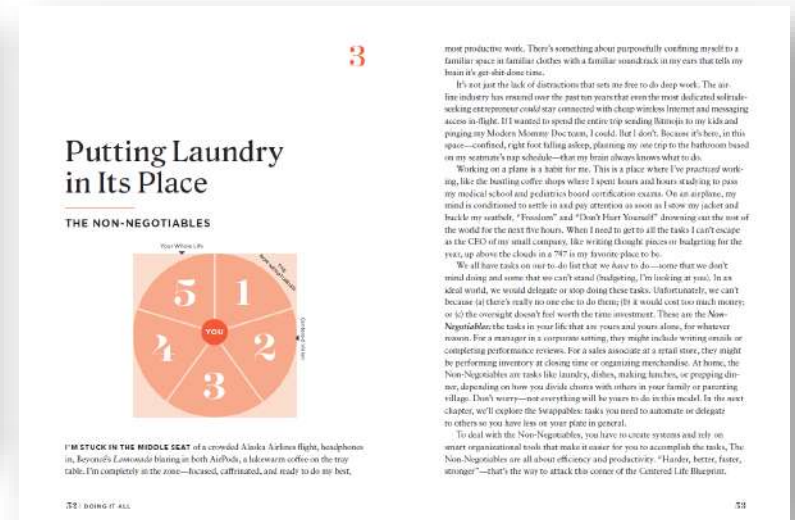 3
Putting Laundry
in Its Place
THE NON-NEGOTIABLES
Your Whole Life
THE NON-NEGOTIABLES
5
1
YOU
4
2
3
Centered Vision
I'M STUCK IN THE MIDDLE SEAT of a crowded Alaska Airlines flight, headphones
in, Beyoncé's Lemonade blaring in both AirPods, a lukewarm coffee on the tray
table. I'm completely in the zone—focused, caffeinated, and ready to do my best,
52 | DOING IT ALL
most productive work. There's something about purposefully confining myself to a
familiar space in familiar clothes with a familiar soundtrack in my ears that tells my
brain it's get-shit-done time.
It's not just the lack of distractions that sets me free to do deep work. The air-
line industry has ensured over the past ten years that even the most dedicated solitude-
seeking entrepreneur could stay connected with cheap wireless Internet and messaging
access in-flight. If I wanted to spend the entire trip sending Bitmojis to my kids and
pinging my Modern Mommy Doc team, I could. But I don't. Because it's here, in this
space—confined, right foot falling asleep, planning my one trip to the bathroom based
on my seatmate's nap schedule—that my brain always knows what to do.
Working on a plane is a habit for me. This is a place where I've practiced work-
ing, like the bustling coffee shops where I spent hours and hours studying to pass
my medical school and pediatrics board certification exams. On an airplane, my
mind is conditioned to settle in and pay attention as soon as I stow my jacket and
buckle my seatbelt, "Freedom" and "Don't Hurt Yourself" drowning out the rest of
the world for the next five hours. When I need to get to all the tasks I can't escape
as the CEO of my small company, like writing thought pieces or budgeting for the
year, up above the clouds in a 747 is my favorite place to be.
We all have tasks on our to-do list that we have to do—some that we don't
mind doing and some that we can't stand (budgeting, I'm looking at you). In an
ideal world, we would delegate or stop doing these tasks. Unfortunately, we can't
because (a) there's really no one else to do them; (b) it would cost too much money;
or (c) the oversight doesn't feel worth the time investment. These are the Non-
Negotiables: the tasks in your life that are yours and yours alone, for whatever
reason. For a manager in a corporate setting, they might include writing emails or
completing performance reviews. For a sales associate at a retail store, they might
be performing inventory at closing time or organizing merchandise. At home, the
Non-Negotiables are tasks like laundry, dishes, making lunches, or prepping din-
ner, depending on how you divide chores with others in your family or parenting
village. Don't worry—not everything will be yours to do in this model. In the next
chapter, we'll explore the Swappables: tasks you need to automate or delegate
to others so you have less on your plate in general.
To deal with the Non-Negotiables, you have to create systems and rely on
smart organizational tools that make it easier for you to accomplish the tasks. The
Non-Negotiables are all about efficiency and productivity. "Harder, better, faster,
stronger"—that's the way to attack this corner of the Centered Life Blueprint.
53